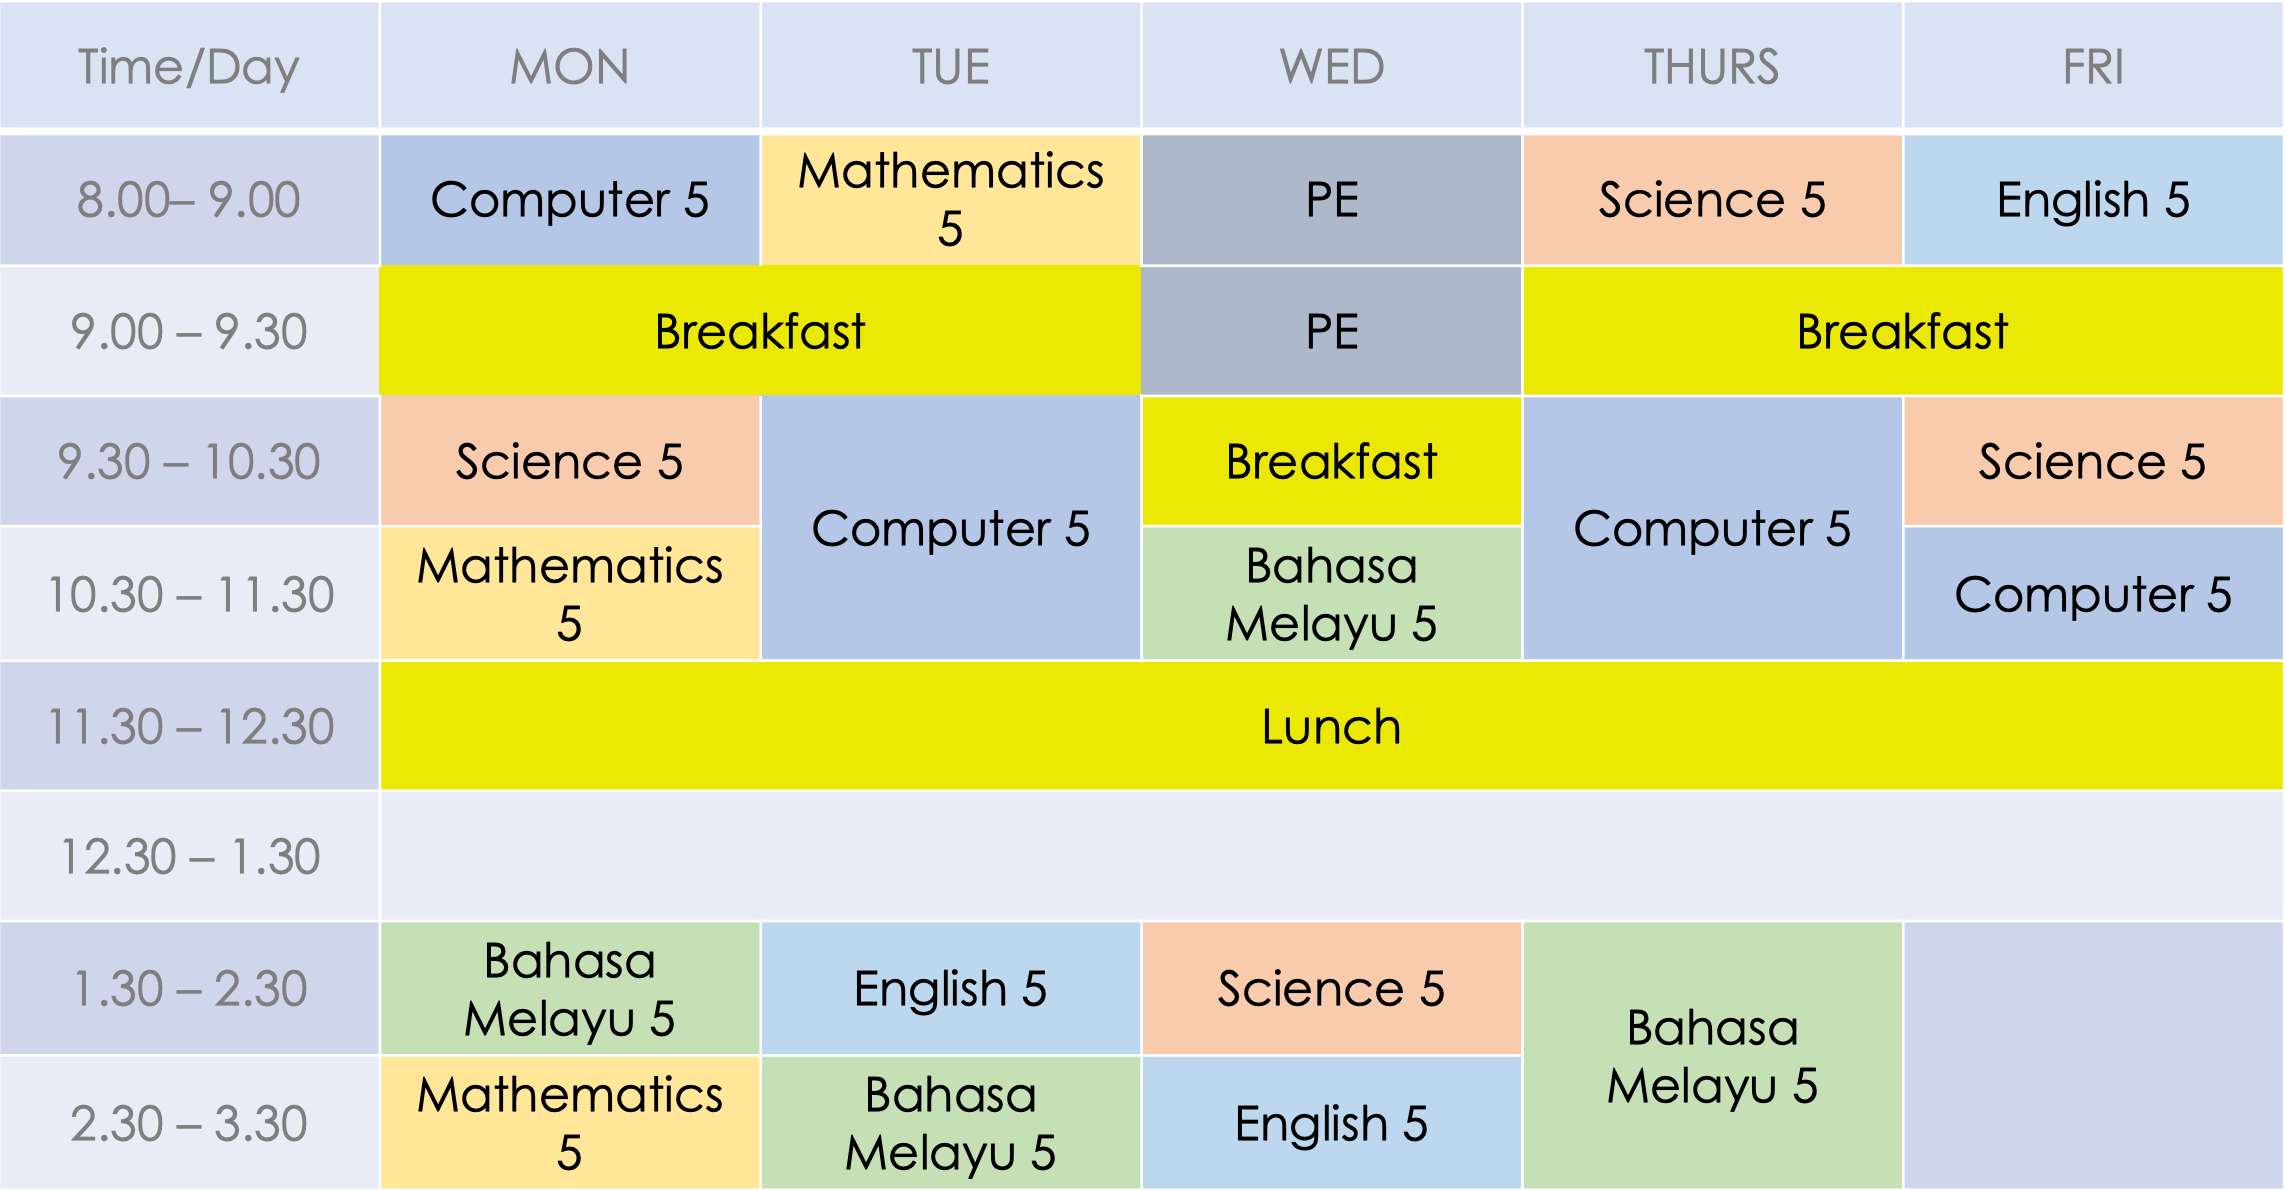 Time/Day MON TUE WED THURS FRI
8.00– 9.00 Computer 5 Mathematics 5 PE Science 5 English 5
9.00 – 9.30 Breakfast PE Breakfast
9.30 – 10.30 Science 5 Computer 5 Breakfast Computer 5 Science 5
10.30 – 11.30 Mathematics 5 Bahasa Melayu 5 Computer 5
11.30 – 12.30 Lunch
12.30 – 1.30
1.30 – 2.30 Bahasa Melayu 5 English 5 Science 5 Bahasa Melayu 5
2.30 – 3.30 Mathematics 5 Bahasa Melayu 5 English 5